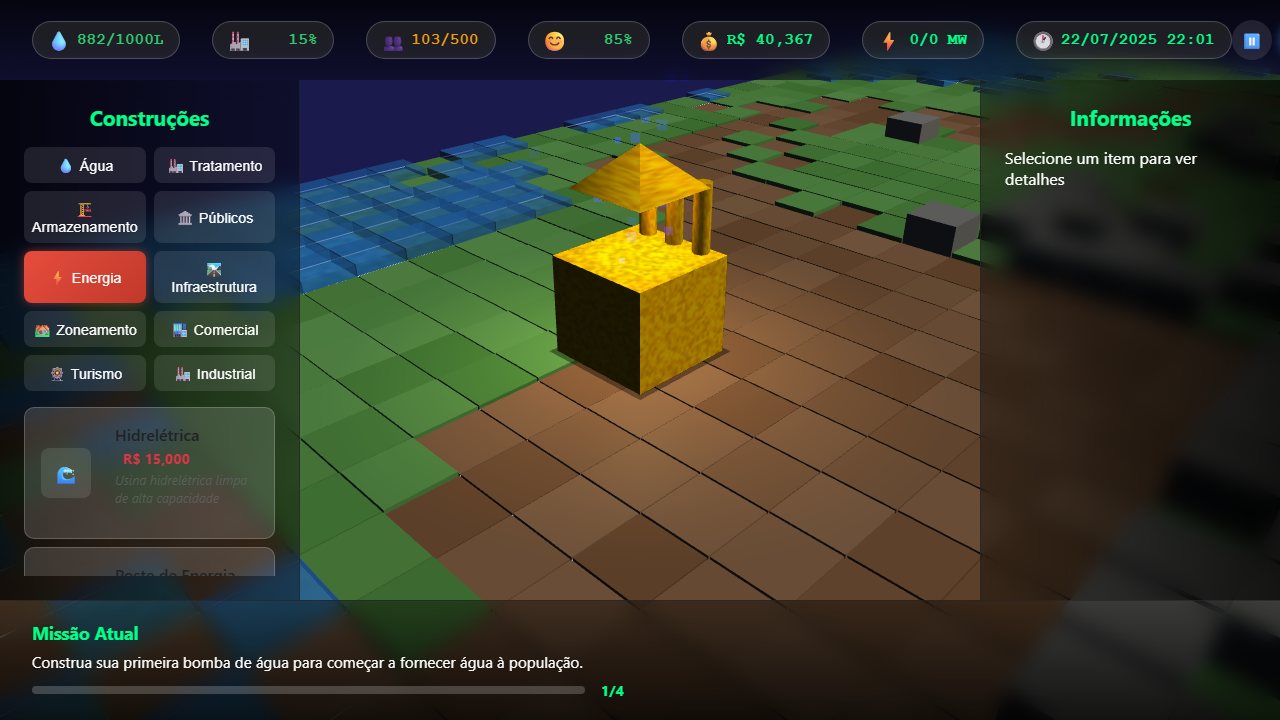 882/1000L
15%
103/500
85%
R$ 40,367
0/0 MW
22/07/2025 22:01
Construções
Água
Tratamento
Armazenamento
Públicos
Energia
Infraestrutura
Zoneamento
Comercial
Turismo
Industrial
Hidrelétrica
R$ 15,000
Usina hidrelétrica limpa
de alta capacidade
Poste de Energia
Informações
Selecione um item para ver
detalhes
Missão Atual
Construa sua primeira bomba de água para começar a fornecer água à população.
1/4